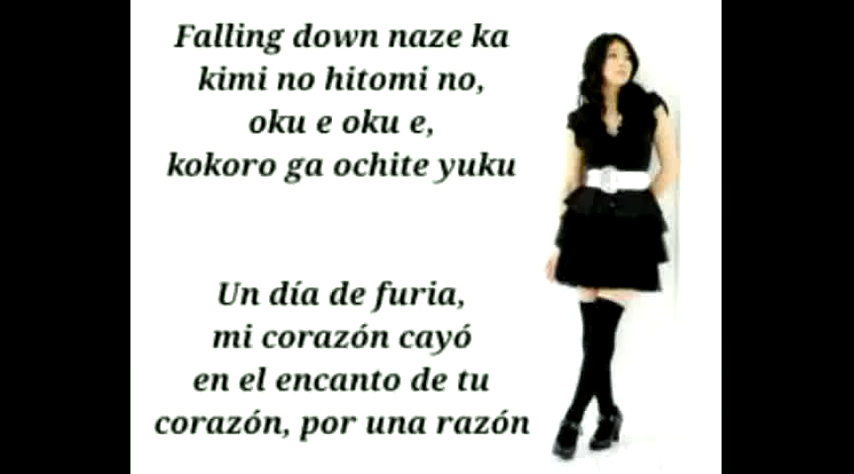 Falling down naze ka
kimi no hitomi no,
oku e oku e,
kokoro ga ochite yuku
Un día de furia,
mi corazón cayó
en el encanto de tu
corazón, por una razón